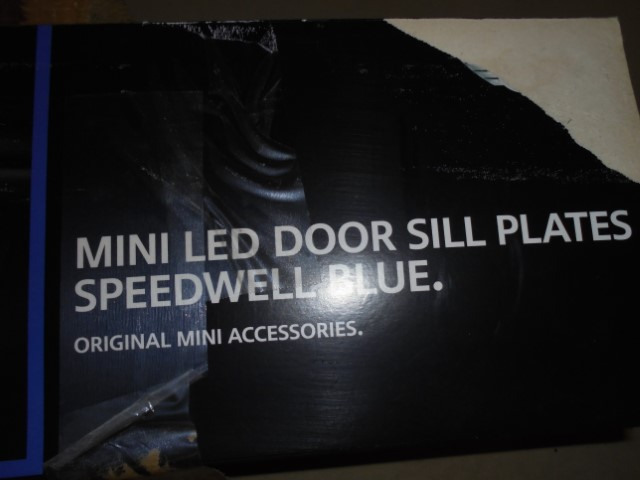 MINI LED DOOR SILL PLATES
SPEEDWELL BLUE.
ORIGINAL MINI ACCESSORIES.